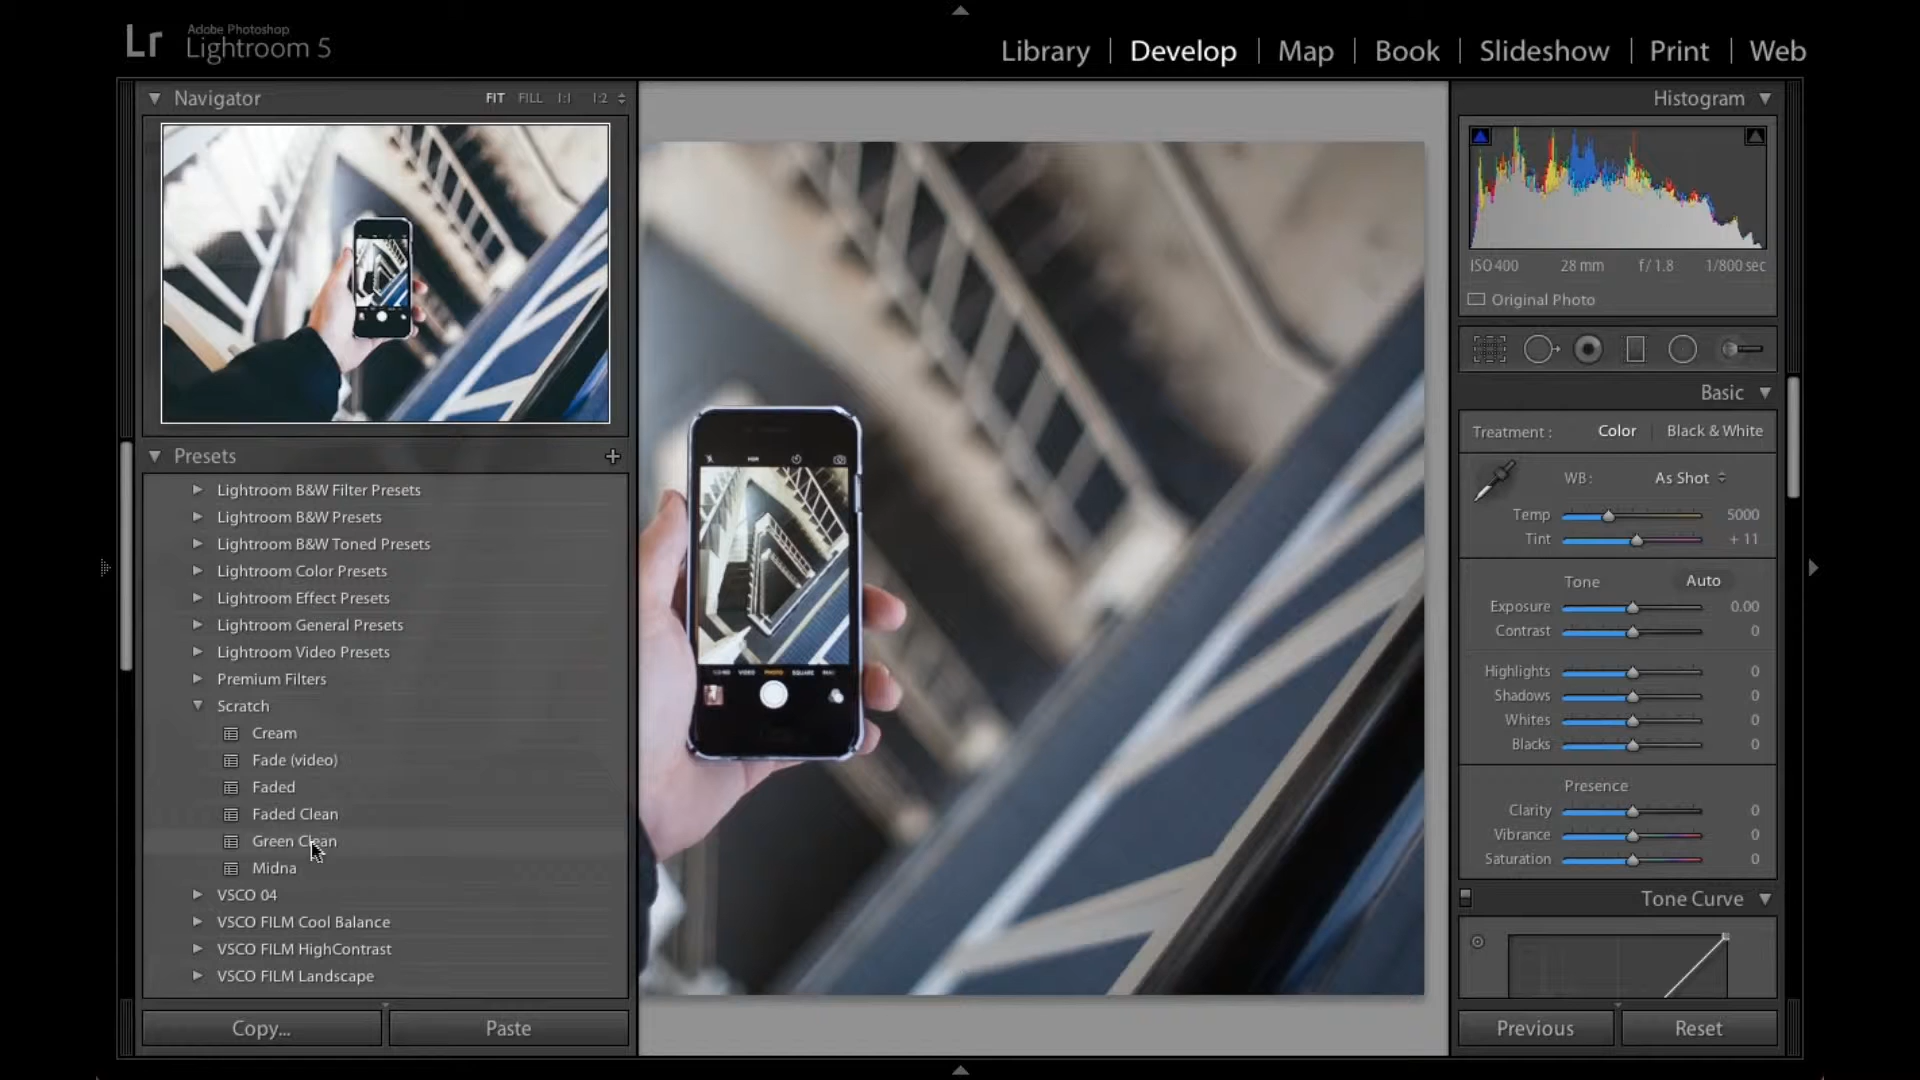 Lr
Adobe Photoshop
Lightroom 5
Library | Develop | Map | Book | Slideshow | Print | Web
Navigator
FIT FILL 1:1 1:2
Presets +
Lightroom B&W Filter Presets
Lightroom B&W Presets
Lightroom B&W Toned Presets
Lightroom Color Presets
Lightroom Effect Presets
Lightroom General Presets
Lightroom Video Presets
Premium Filters
Scratch
Cream
Fade (video)
Faded
Faded Clean
Green Clean
Midna
VSCO 04
VSCO FILM Cool Balance
VSCO FILM HighContrast
VSCO FILM Landscape
Copy... Paste
VIDEO PHOTO SQUARE
Histogram
ISO 400 28 mm f / 1.8 1/800 sec
Original Photo
Basic
Treatment : Color | Black & White
WB : As Shot
Temp 5000
Tint + 11
Tone Auto
Exposure 0.00
Contrast 0
Highlights 0
Shadows 0
Whites 0
Blacks 0
Presence
Clarity 0
Vibrance 0
Saturation 0
Tone Curve
Previous Reset